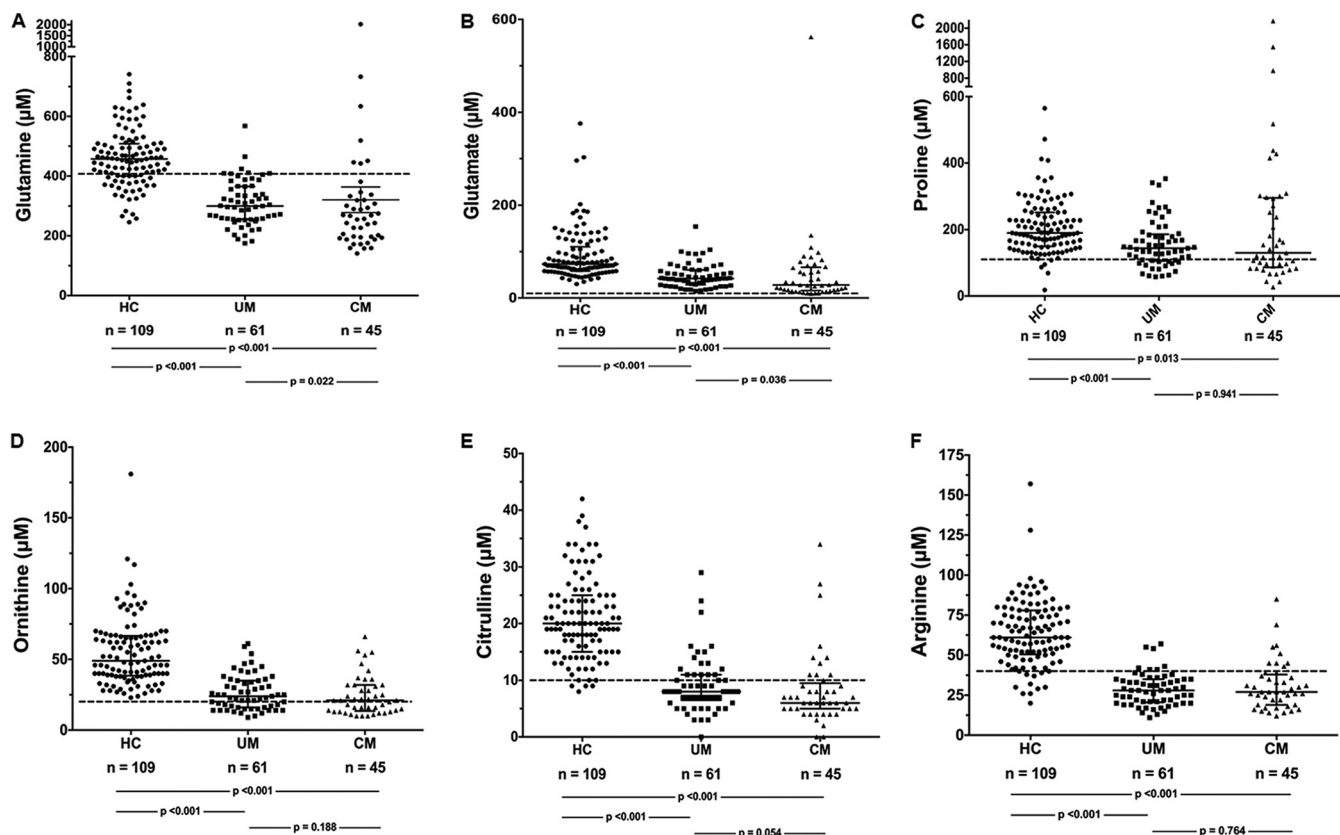 A
Glutamine (µM)
2000
1500
1000
800
600
400
200
0
HC
UM
CM
n = 109
n = 61
n = 45
p <0.001
p <0.001
p = 0.022
B
Glutamate (µM)
600
400
200
0
HC
UM
CM
n = 109
n = 61
n = 45
p <0.001
p <0.001
p = 0.036
C
Proline (µM)
2000
1600
1200
800
600
400
200
0
HC
UM
CM
n = 109
n = 61
n = 45
p = 0.013
p <0.001
p = 0.941
D
Ornithine (µM)
200
150
100
50
0
HC
UM
CM
n = 109
n = 61
n = 45
p <0.001
p <0.001
p = 0.188
E
Citrulline (µM)
50
40
30
20
10
0
HC
UM
CM
n = 109
n = 61
n = 45
p <0.001
p <0.001
p = 0.054
F
Arginine (µM)
175
150
125
100
75
50
25
0
HC
UM
CM
n = 109
n = 61
n = 45
p <0.001
p <0.001
p = 0.764